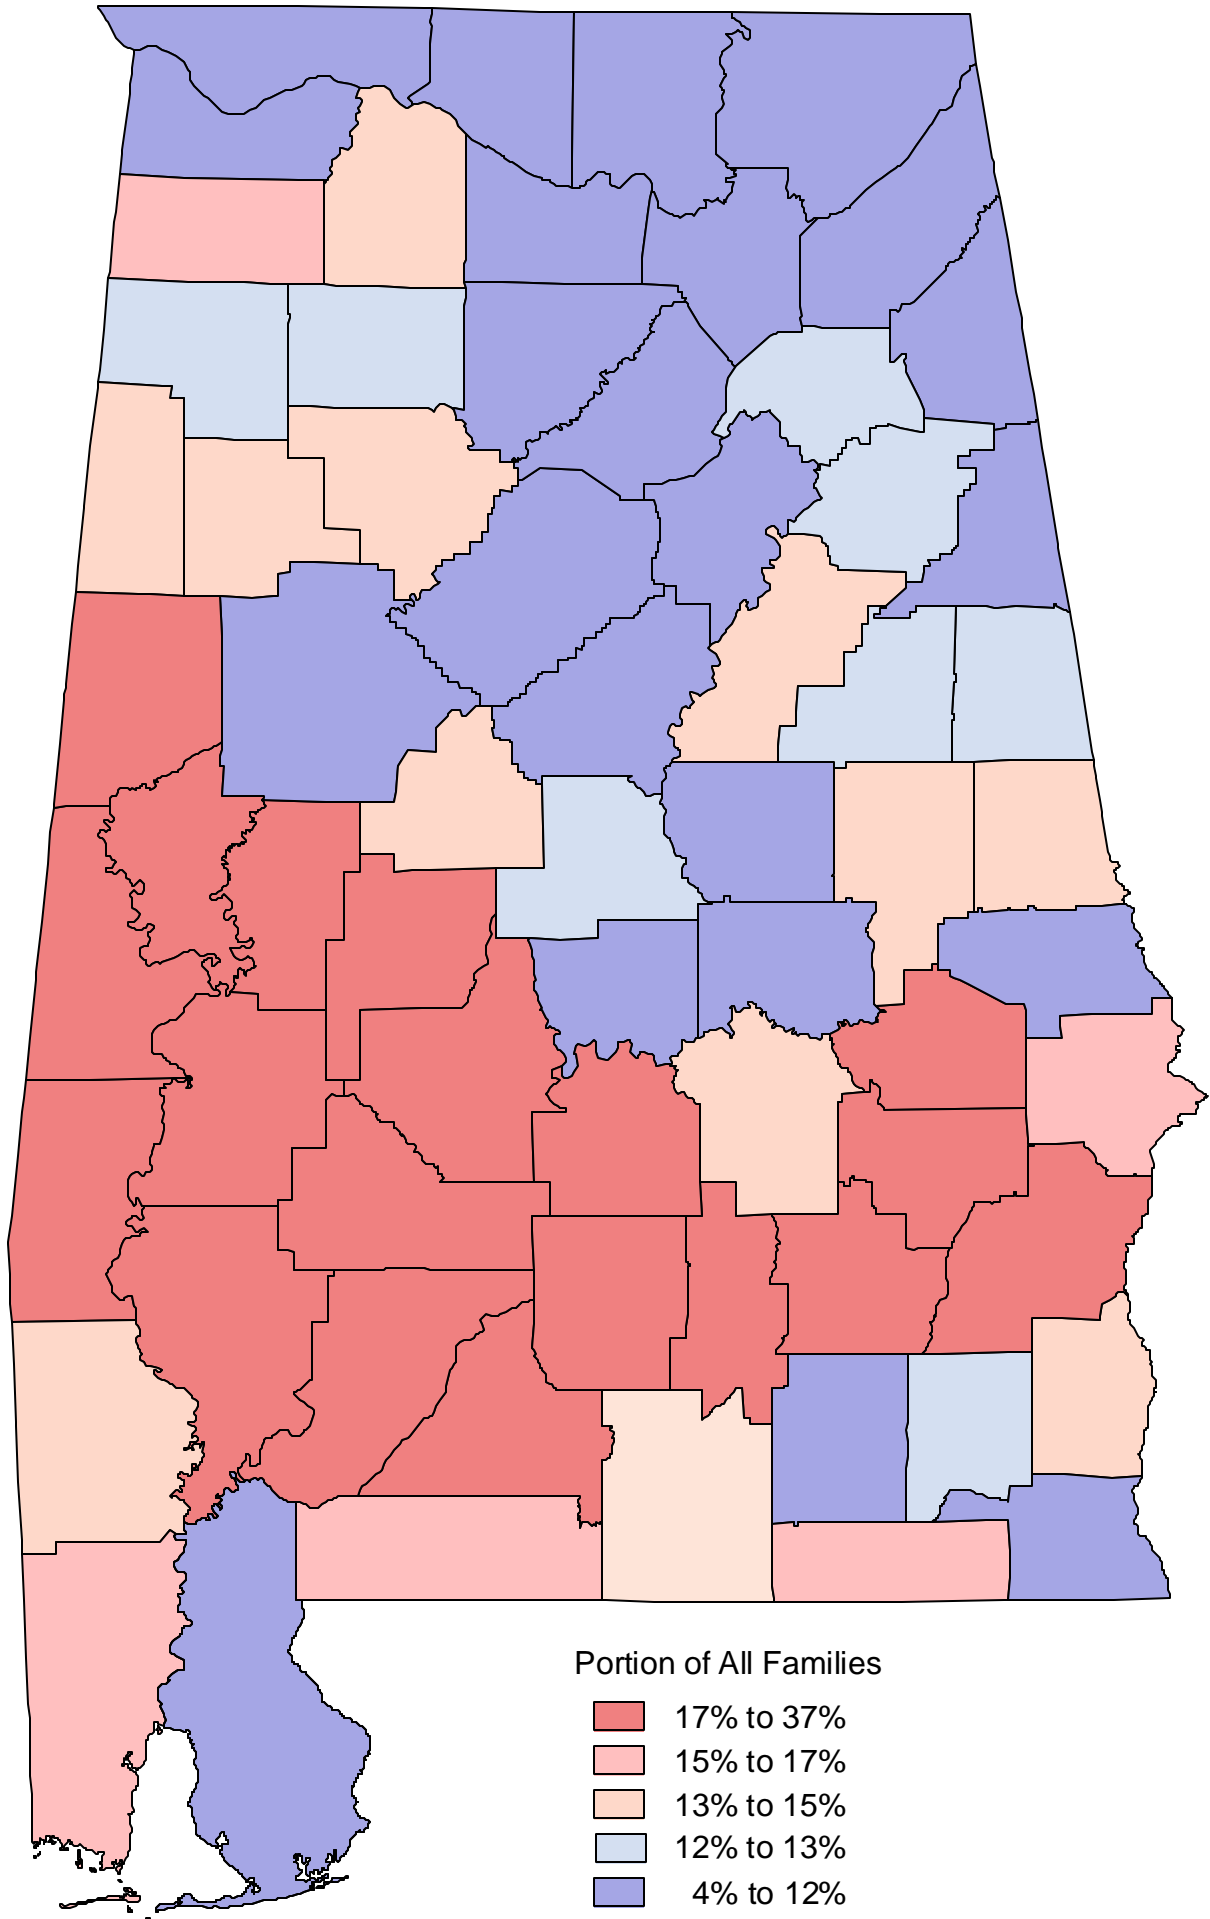 Portion of All Families
17% to 37%
15% to 17%
13% to 15%
12% to 13%
4% to 12%